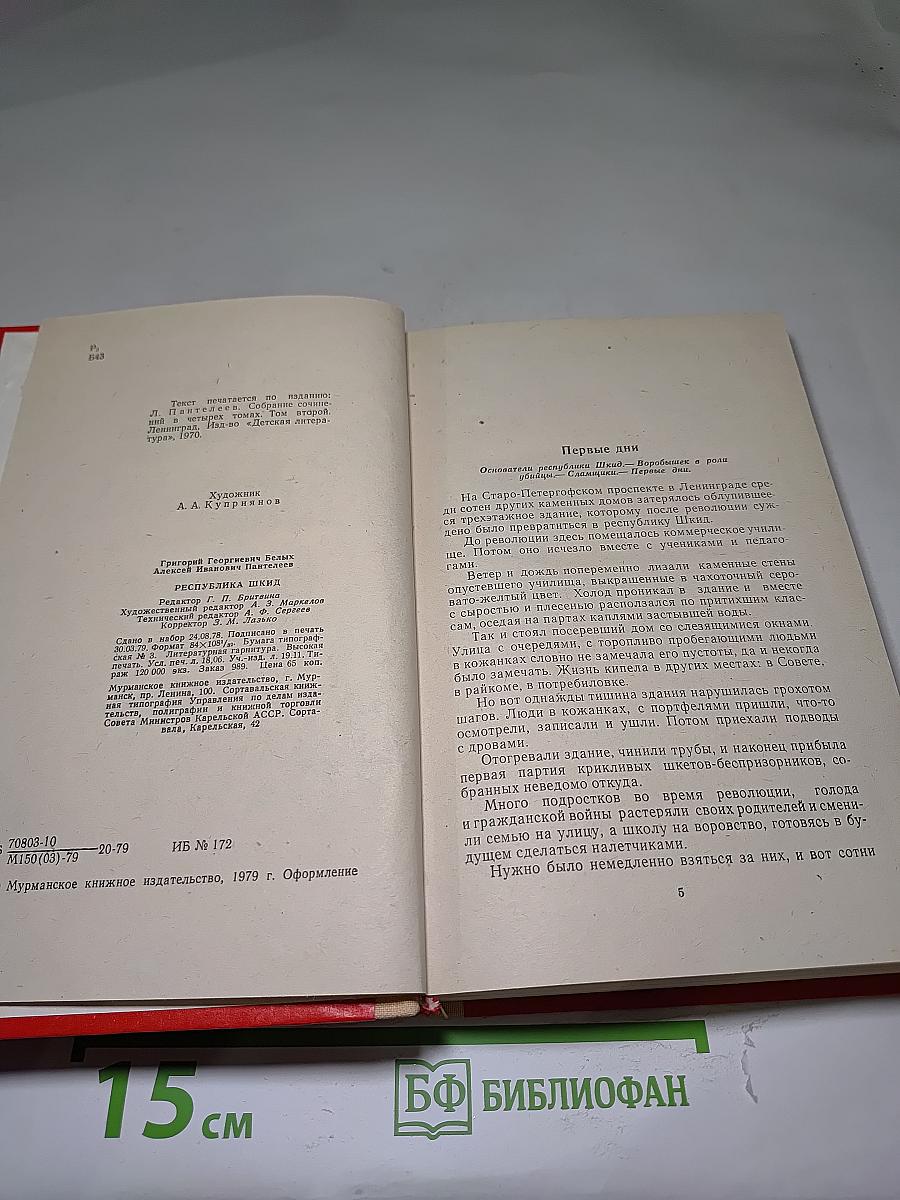 Р2
Б43
Текст печатается по изданию:
Л. Пантелеев. Собрание сочине-
ний в четырех томах. Том второй.
Ленинград. Изд-во «Детская литера-
тура», 1970.
Художник
А. А. Куприянов
Григорий Георгиевич Белых
Алексей Иванович Пантелеев
РЕСПУБЛИКА ШКИД
Редактор Г. П. Бритвина
Художественный редактор А. З. Маркелов
Технический редактор А. Ф. Сергеев
Корректор З. М. Лазько
Сдано в набор 24.08.78. Подписано в печать
30.03.79. Формат 84×108 1/32. Бумага типограф-
ская № 3. Литературная гарнитура. Высокая
печать. Усл. печ. л. 18,06. Уч.-изд. л. 19.11. Ти-
раж 120 000 экз. Заказ 989. Цена 65 коп.
Мурманское книжное издательство, г. Мур-
манск, пр. Ленина, 100. Сортавальская книж-
ная типография Управления по делам изда-
тельств, полиграфии и книжной торговли
Совета Министров Карельской АССР. Сорта-
вала, Карельская, 42
70803-10
М150(03)-79
20-79 ИБ № 172
Мурманское книжное издательство, 1979 г. Оформление
Первые дни
Основатели республики Шкид.— Воробышек в роли
убийцы.— Сламщики.— Первые дни.
На Старо-Петергофском проспекте в Ленинграде сре-
ди сотен других каменных домов затерялось облупившее-
ся трехэтажное здание, которому после революции суж-
дено было превратиться в республику Шкид.
До революции здесь помещалось коммерческое учили-
ще. Потом оно исчезло вместе с учениками и педаго-
гами.
Ветер и дождь попеременно лизали каменные стены
опустевшего училища, выкрашенные в чахоточный серо-
вато-желтый цвет. Холод проникал в здание и вместе
с сыростью и плесенью расползался по притихшим клас-
сам, оседая на партах каплями застывшей воды.
Так и стоял посеревший дом со слезящимися окнами.
Улица с очередями, с торопливо пробегающими людьми
в кожанках словно не замечала его пустоты, да и некогда
было замечать. Жизнь кипела в других местах: в Совете,
в райкоме, в потребиловке.
Но вот однажды тишина здания нарушилась грохотом
шагов. Люди в кожанках, с портфелями пришли, что-то
осмотрели, записали и ушли. Потом приехали подводы
с дровами.
Отогревали здание, чинили трубы, и наконец прибыла
первая партия крикливых шкетов-беспризорников, со-
бранных неведомо откуда.
Много подростков во время революции, голода
и гражданской войны растеряли своих родителей и смени-
ли семью на улицу, а школу на воровство, готовясь в бу-
дущем сделаться налетчиками.
Нужно было немедленно взяться за них, и вот сотни
5
15 см
БФ БИБЛИОФАН